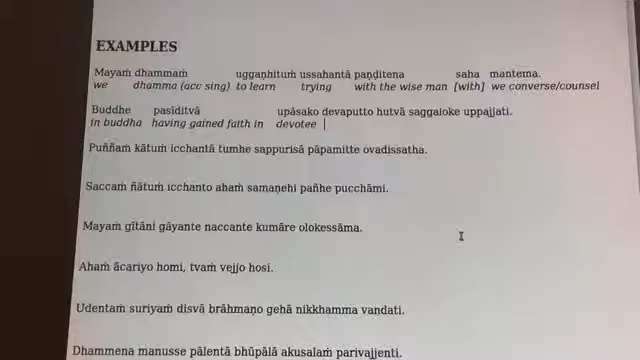 EXAMPLES
Mayaṁ dhammaṁ uggaṇhituṁ ussahantā paṇḍitena saha mantema.
we dhamma (acc sing) to learn trying with the wise man [with] we converse/counsel
Buddhe pasīditvā upāsako devaputto hutvā saggaloke uppajjati.
in buddha having gained faith in devotee
Puññaṁ kātuṁ icchantā tumhe sappurisā pāpamitte ovadissatha.
Saccaṁ ñātuṁ icchanto ahaṁ samaṇehi pañhe pucchāmi.
Mayaṁ gītāni gāyante naccante kumāre olokessāma.
Ahaṁ ācariyo homi, tvaṁ vejjo hosi.
Udentaṁ suriyaṁ disvā brāhmaṇo gehā nikkhamma vandati.
Dhammena manusse pālentā bhūpālā akusalaṁ parivajjenti.